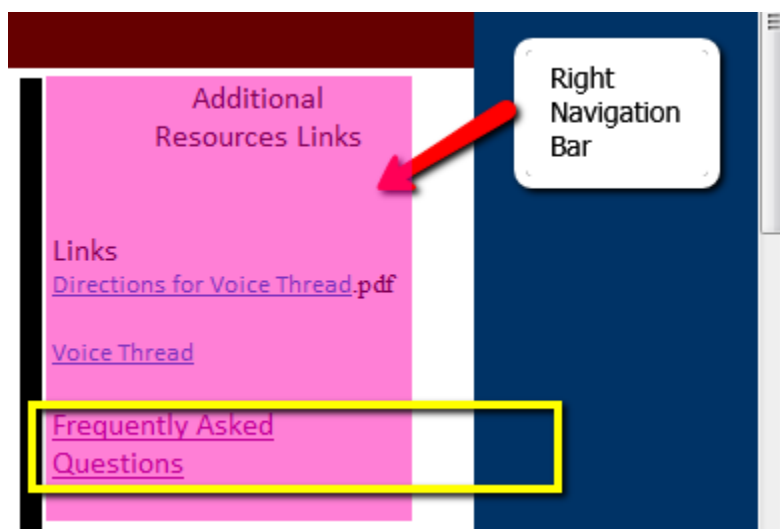 Additional
Resources Links
Right
Navigation
Bar
Links
Directions for Voice Thread.pdf
Voice Thread
Frequently Asked
Questions